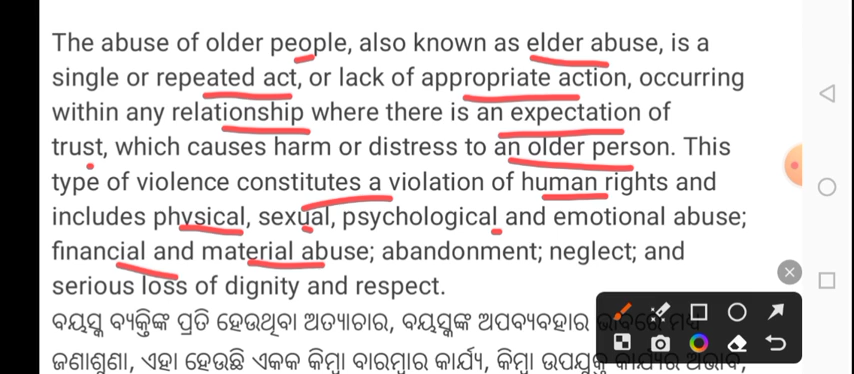 The abuse of older people, also known as elder abuse, is a
single or repeated act, or lack of appropriate action, occurring
within any relationship where there is an expectation of
trust, which causes harm or distress to an older person. This
type of violence constitutes a violation of human rights and
includes physical, sexual, psychological and emotional abuse;
financial and material abuse; abandonment; neglect; and
serious loss of dignity and respect.
ବୟସ୍କ ବ୍ୟକ୍ତିଙ୍କ ପ୍ରତି ହେଉଥିବା ଅତ୍ୟାଚାର, ବୟସ୍କଙ୍କ ଅପବ୍ୟବହାର
ଜଣାଶୁଣା, ଏହା ହେଉଛି ଏକକ କିମ୍ବା ବାରମ୍ବାର କାର୍ଯ୍ୟ, କିମ୍ବା ଉପଯୁକ୍ତ